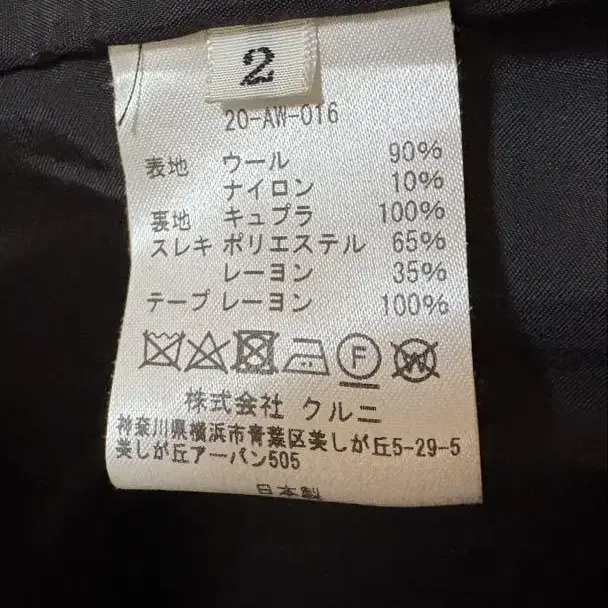 2
20-AW-016
表地 ウール 90%
ナイロン 10%
裏地 キュプラ 100%
スレキ ポリエステル 65%
レーヨン 35%
テープ レーヨン 100%
F W
株式会社 クルニ
神奈川県横浜市青葉区美しが丘5-29-5
美しが丘アーバン505
日本製